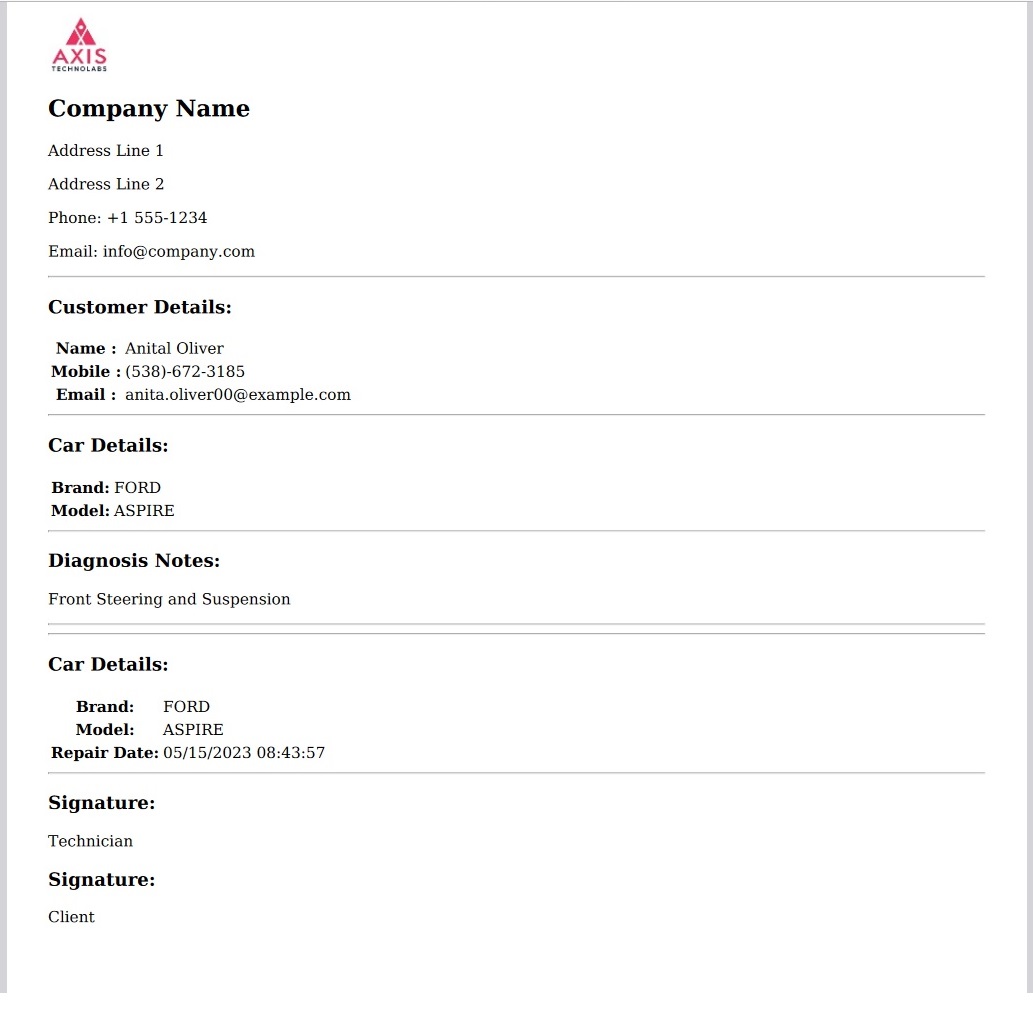 AXIS
TECHNOLABS
Company Name
Address Line 1
Address Line 2
Phone: +1 555-1234
Email: info@company.com
Customer Details:
Name : Anital Oliver
Mobile : (538)-672-3185
Email : anita.oliver00@example.com
Car Details:
Brand: FORD
Model: ASPIRE
Diagnosis Notes:
Front Steering and Suspension
Car Details:
Brand: FORD
Model: ASPIRE
Repair Date: 05/15/2023 08:43:57
Signature:
Technician
Signature:
Client